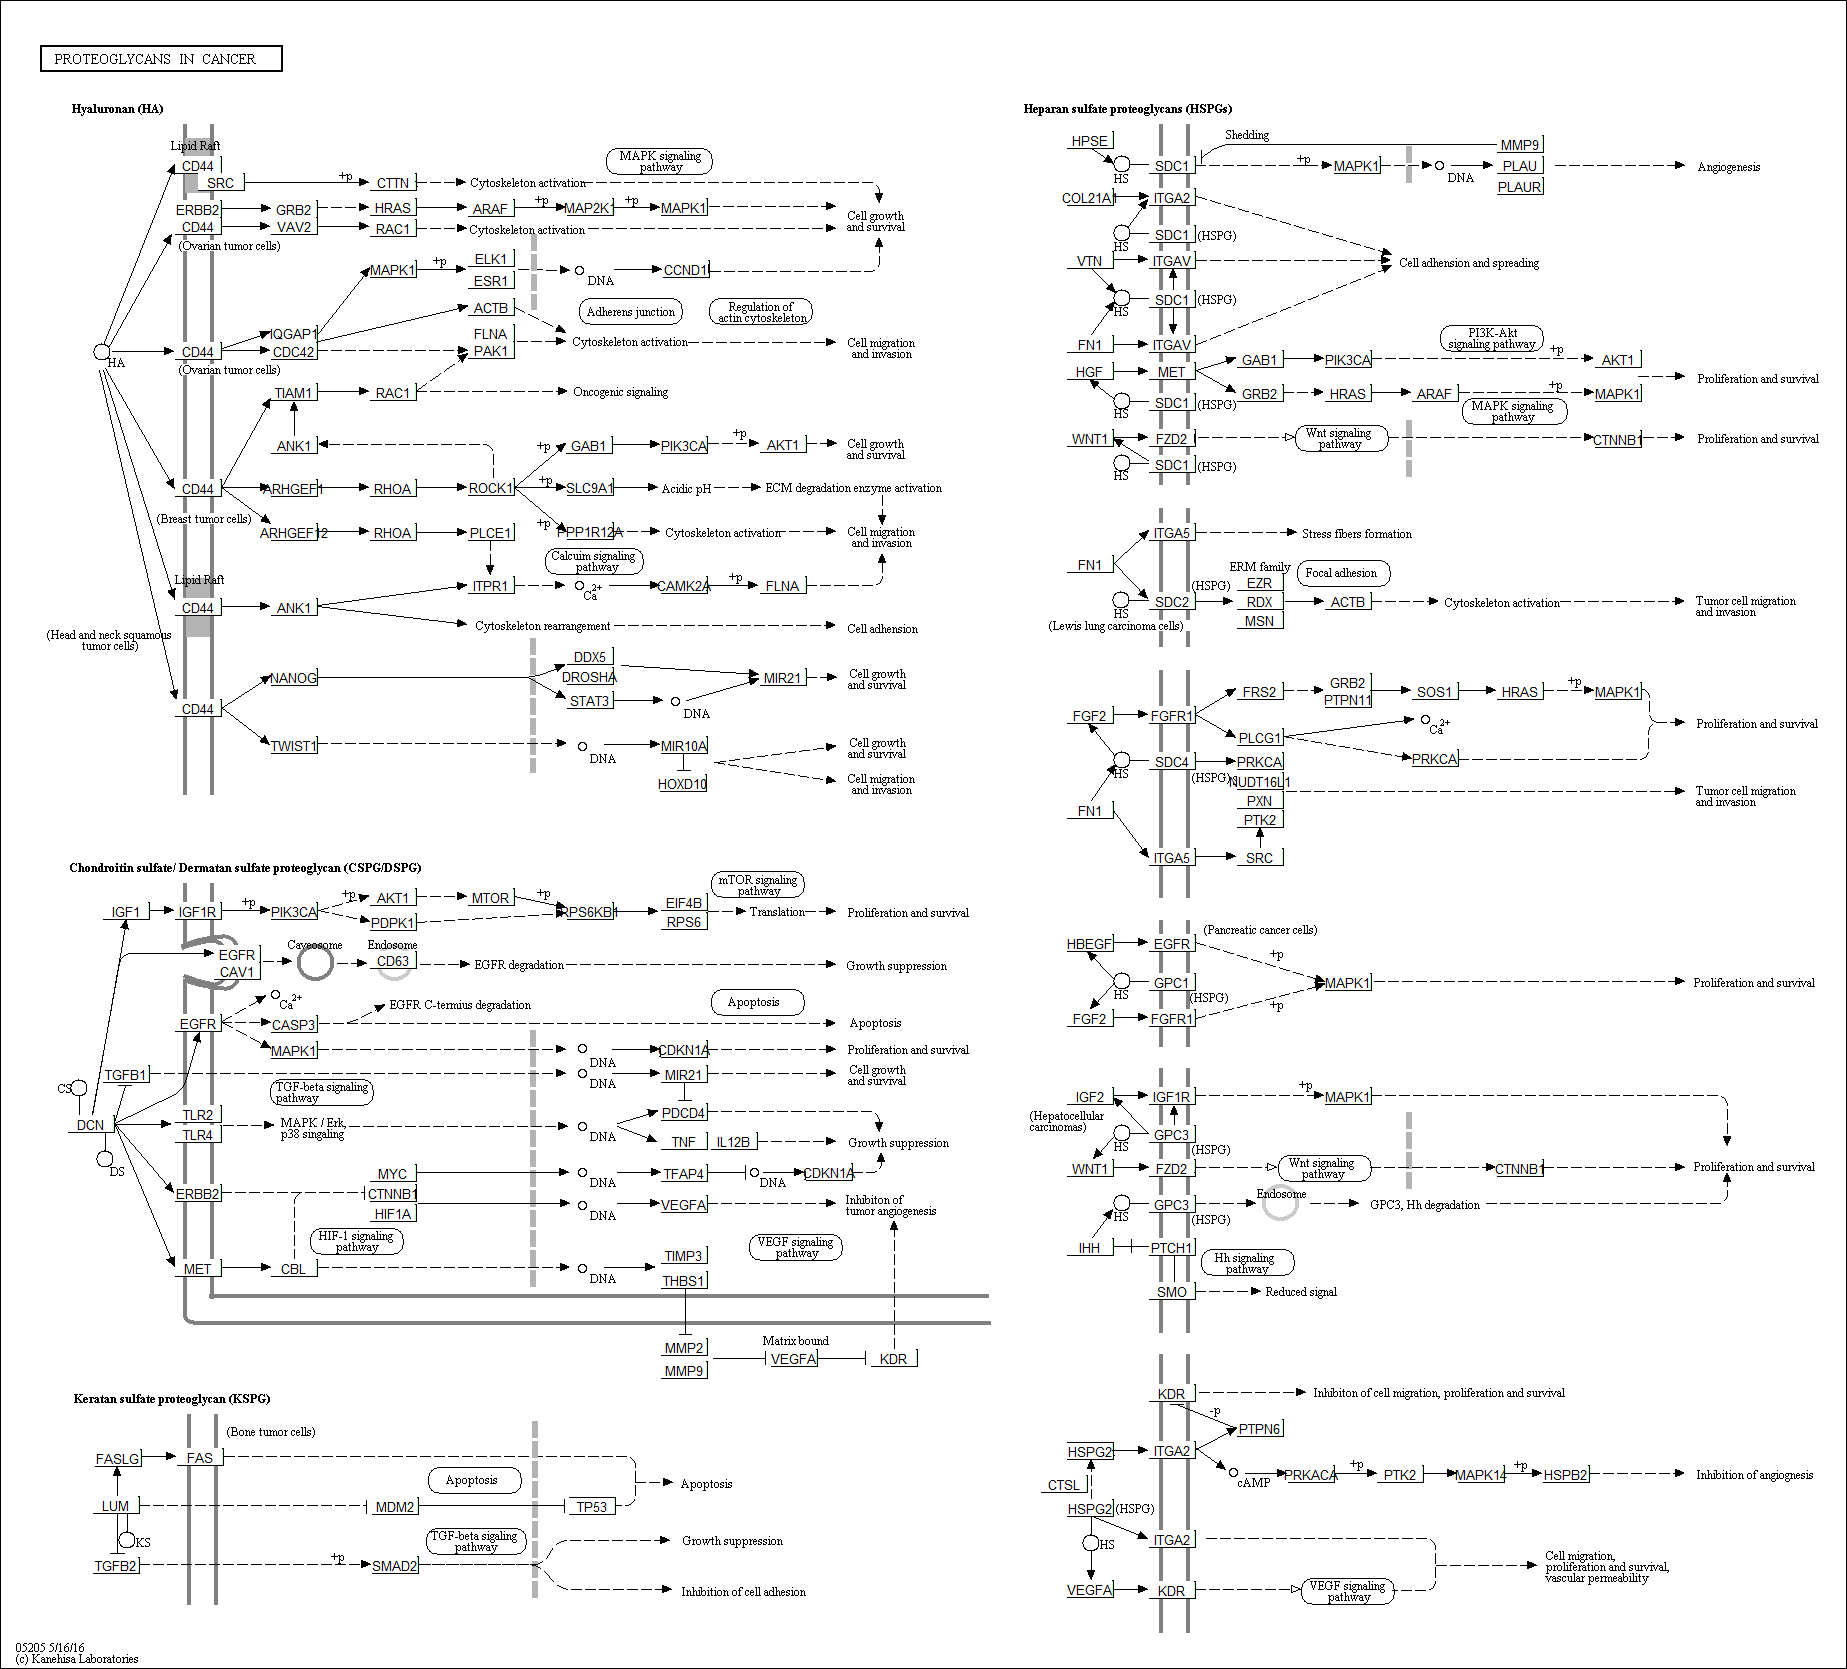 PROTEOGLYCANS IN CANCER
Hyaluronan (HA)
Lipid Raft
CD44
SRC
+p
CTTN
Cytoskeleton activation
MAPK signaling
pathway
ERBB2
GRB2
HRAS
ARAF
+p
MAP2K1
+p
MAPK1
Cell growth
and survival
CD44
VAV2
RAC1
Cytoskeleton activation
(Ovarian tumor cells)
MAPK1
+p
ELK1
ESR1
DNA
CCND1
ACTB
Adherens junction
Regulation of
actin cytoskeleton
IQGAP1
FLNA
Cytoskeleton activation
Cell migration
and invasion
HA
CD44
CDC42
PAK1
(Ovarian tumor cells)
TIAM1
RAC1
Oncogenic signaling
ANK1
+p
GAB1
PIK3CA
+p
AKT1
Cell growth
and survival
CD44
ARHGEF1
RHOA
ROCK1
+p
SLC9A1
Acidic pH
ECM degradation enzyme activation
(Breast tumor cells)
ARHGEF12
RHOA
PLCE1
+p
PPP1R12A
Cytoskeleton activation
Cell migration
and invasion
Calcuim signaling
pathway
Lipid Raft
ITPR1
Ca2+
CAMK2A
+p
FLNA
CD44
ANK1
Cytoskeleton rearrangement
Cell adhension
(Head and neck squamous
tumor cells)
NANOG
DDX5
DROSHA
STAT3
DNA
MIR21
Cell growth
and survival
CD44
TWIST1
DNA
MIR10A
HOXD10
Cell growth
and survival
Cell migration
and invasion
Chondroitin sulfate/ Dermatan sulfate proteoglycan (CSPG/DSPG)
IGF1
IGF1R
+p
PIK3CA
+p
AKT1
PDPK1
MTOR
+p
RPS6KB1
EIF4B
RPS6
mTOR signaling
pathway
Translation
Proliferation and survival
EGFR
CAV1
Caveosome
Endosome
CD63
EGFR degradation
Growth suppression
Ca2+
EGFR C-termius degradation
Apoptosis
EGFR
CASP3
Apoptosis
MAPK1
DNA
CDKN1A
Proliferation and survival
TGFB1
DNA
MIR21
Cell growth
and survival
CS
TGF-beta signaling
pathway
DCN
TLR2
TLR4
MAPK / Erk,
p38 singaling
DNA
PDCD4
TNF
IL12B
Growth suppression
DS
MYC
DNA
TFAP4
DNA
CDKN1A
ERBB2
CTNNB1
HIF1A
DNA
VEGFA
Inhibiton of
tumor angiogenesis
HIF-1 signaling
pathway
VEGF signaling
pathway
MET
CBL
DNA
TIMP3
THBS1
MMP2
MMP9
Matrix bound
VEGFA
KDR
Keratan sulfate proteoglycan (KSPG)
(Bone tumor cells)
FASLG
FAS
Apoptosis
Apoptosis
LUM
MDM2
TP53
KS
TGF-beta sigaling
pathway
Growth suppression
TGFB2
+p
SMAD2
Inhibition of cell adhesion
05205 5/16/16
(c) Kanehisa Laboratories
Heparan sulfate proteoglycans (HSPGs)
HPSE
Shedding
MMP9
HS
SDC1
+p
MAPK1
DNA
PLAU
PLAUR
Angiogenesis
COL21A1
ITGA2
HS
SDC1
(HSPG)
VTN
ITGAV
Cell adhension and spreading
HS
SDC1
(HSPG)
FN1
ITGAV
PI3K-Akt
signaling pathway
HGF
MET
GAB1
PIK3CA
+p
AKT1
Proliferation and survival
HS
SDC1
(HSPG)
GRB2
HRAS
ARAF
+p
MAPK1
MAPK signaling
pathway
WNT1
FZD2
Wnt signaling
pathway
CTNNB1
Proliferation and survival
HS
SDC1
(HSPG)
ITGA5
Stress fibers formation
FN1
ERM family
Focal adhesion
(HSPG)
EZR
HS
SDC2
RDX
ACTB
Cytoskeleton activation
Tumor cell migration
and invasion
MSN
(Lewis lung carcinoma cells)
FRS2
GRB2
PTPN11
SOS1
HRAS
+p
MAPK1
FGF2
FGFR1
PLCG1
Ca2+
Proliferation and survival
HS
SDC4
(HSPG)
PRKCA
PRKCA
NUDT16L1
PXN
PTK2
Tumor cell migration
and invasion
FN1
ITGA5
SRC
(Pancreatic cancer cells)
HBEGF
EGFR
+p
HS
GPC1
(HSPG)
MAPK1
Proliferation and survival
FGF2
FGFR1
+p
IGF2
IGF1R
+p
MAPK1
(Hepatocellular
carcinomas)
HS
GPC3
(HSPG)
WNT1
FZD2
Wnt signaling
pathway
CTNNB1
Proliferation and survival
HS
GPC3
(HSPG)
Endosome
GPC3, Hh degradation
IHH
PTCH1
Hh signaling
pathway
SMO
Reduced signal
KDR
Inhibiton of cell migration, proliferation and survival
-p
PTPN6
HSPG2
ITGA2
cAMP
PRKACA
+p
PTK2
MAPK14
+p
HSPB2
Inhibition of angiognesis
CTSL
HSPG2
(HSPG)
HS
ITGA2
Cell migration,
proliferation and survival,
vascular permeability
VEGFA
KDR
VEGF signaling
pathway